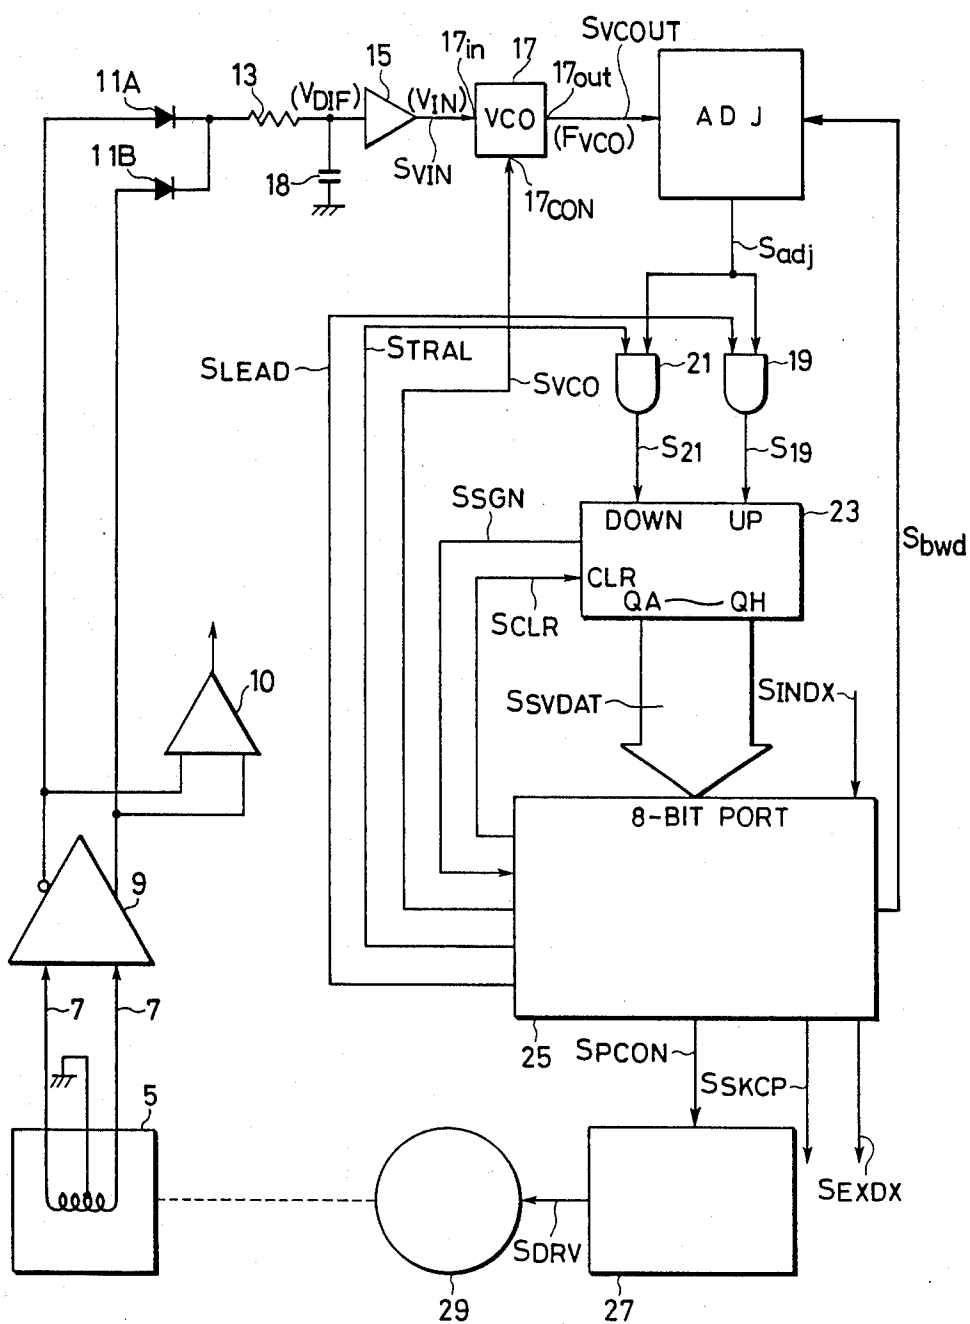 SVCOUT
17in 17
15
11A 13 (VDIF) (VIN) 17out
VCO ADJ
(FVCO)
11B
18 SVIN 17CON
Sadj
STRAL
SLEAD 21 19
SVCO
S21 S19
SSGN DOWN UP 23
Sbwd
CLR
QA QH
SCLR
10 SINDX
SSVDAT
8-BIT PORT
9
7 7
25 SPCON
SSKCP
5
SEXDX
SDRV
29 27